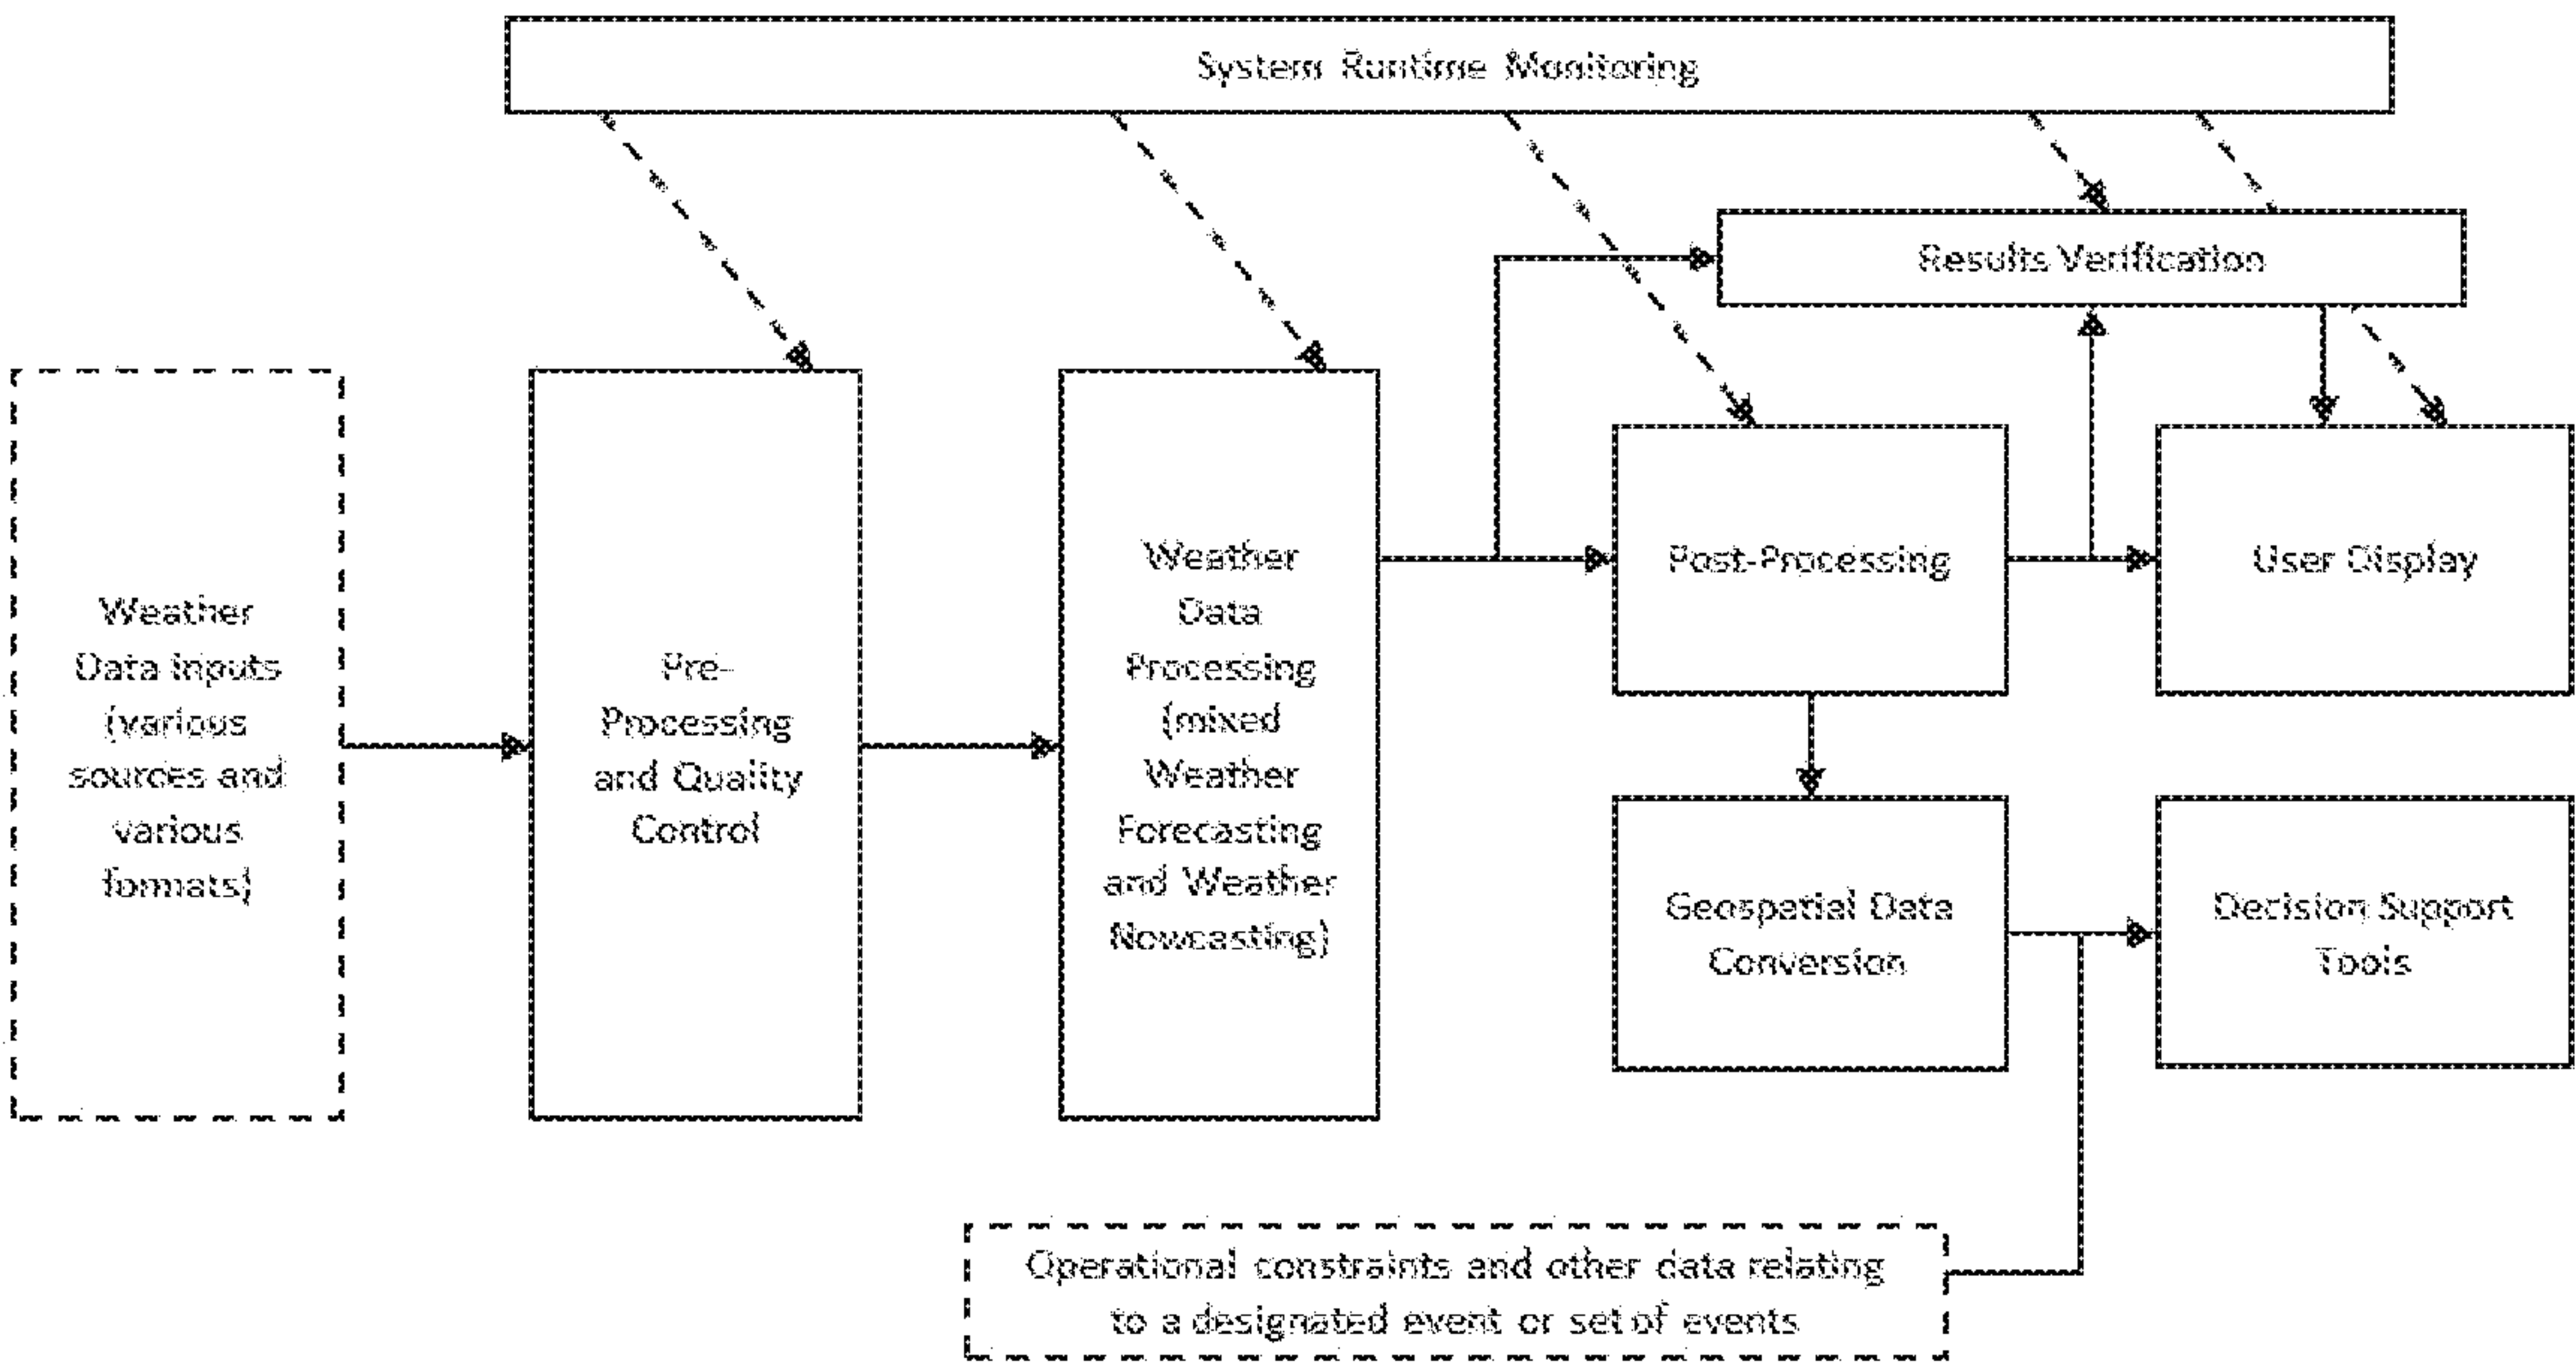 System Runtime Monitoring
Results Verification
Weather
Data Inputs
(various
sources and
various
formats)
Pre-
Processing
and Quality
Control
Weather
Data
Processing
(mixed
Weather
Forecasting
and Weather
Nowcasting)
Post-Processing
User Display
Geospatial Data
Conversion
Decision Support
Tools
Operational constraints and other data relating
to a designated event or set of events